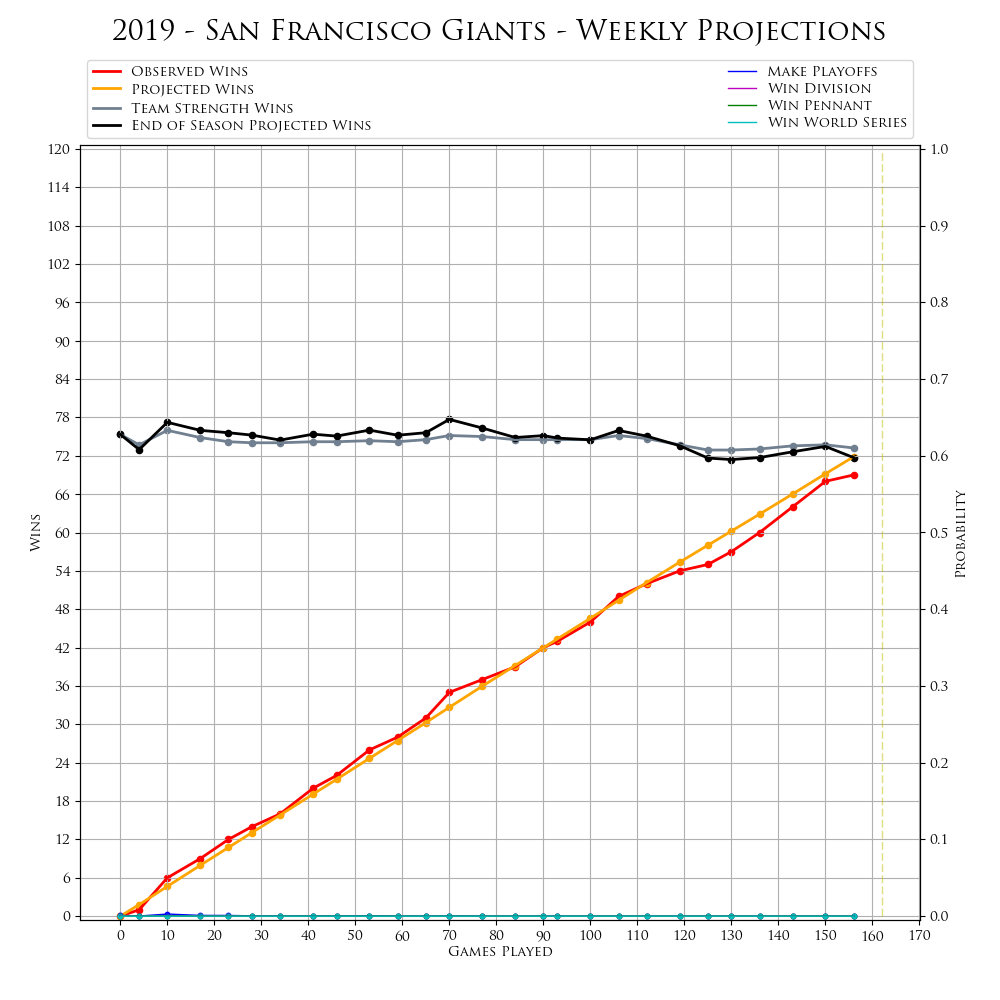 2019 - San Francisco Giants - Weekly Projections
Observed Wins
Projected Wins
Team Strength Wins
End of Season Projected Wins
Make Playoffs
Win Division
Win Pennant
Win World Series
120
114
108
102
96
90
84
78
72
66
60
54
48
42
36
30
24
18
12
6
0
Wins
1.0
0.9
0.8
0.7
0.6
0.5
0.4
0.3
0.2
0.1
0.0
Probability
0 10 20 30 40 50 60 70 80 90 100 110 120 130 140 150 160 170
Games Played